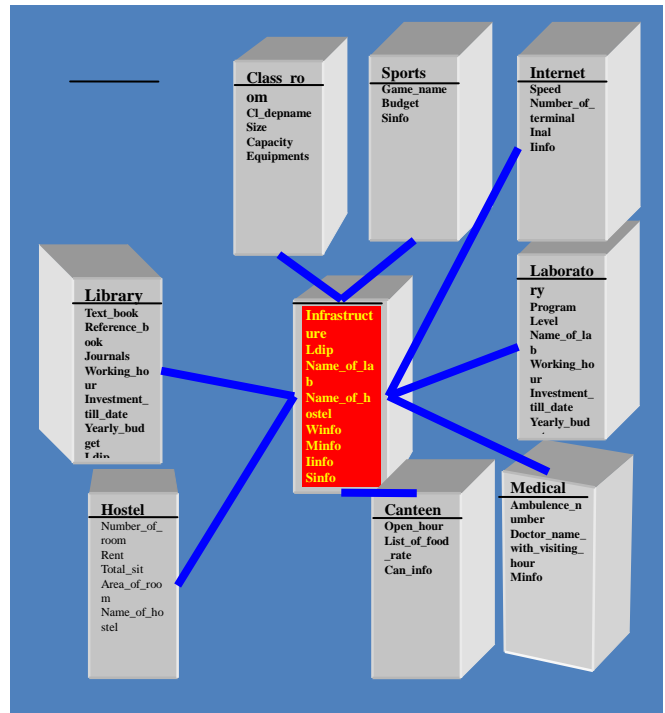 Class_ro
om
Cl_depname
Size
Capacity
Equipments
Sports
Game_name
Budget
Sinfo
Internet
Speed
Number_of_
terminal
Inal
Iinfo
Library
Text_book
Reference_b
ook
Journals
Working_ho
ur
Investment_
till_date
Yearly_bud
get
Ldip
Infrastruct
ure
Ldip
Name_of_la
b
Name_of_h
ostel
Winfo
Minfo
Iinfo
Sinfo
Laborato
ry
Program
Level
Name_of_la
b
Working_ho
ur
Investment_
till_date
Yearly_bud
Hostel
Number_of_
room
Rent
Total_sit
Area_of_roo
m
Name_of_ho
stel
Canteen
Open_hour
List_of_food
_rate
Can_info
Medical
Ambulence_n
umber
Doctor_name_
with_visiting_
hour
Minfo